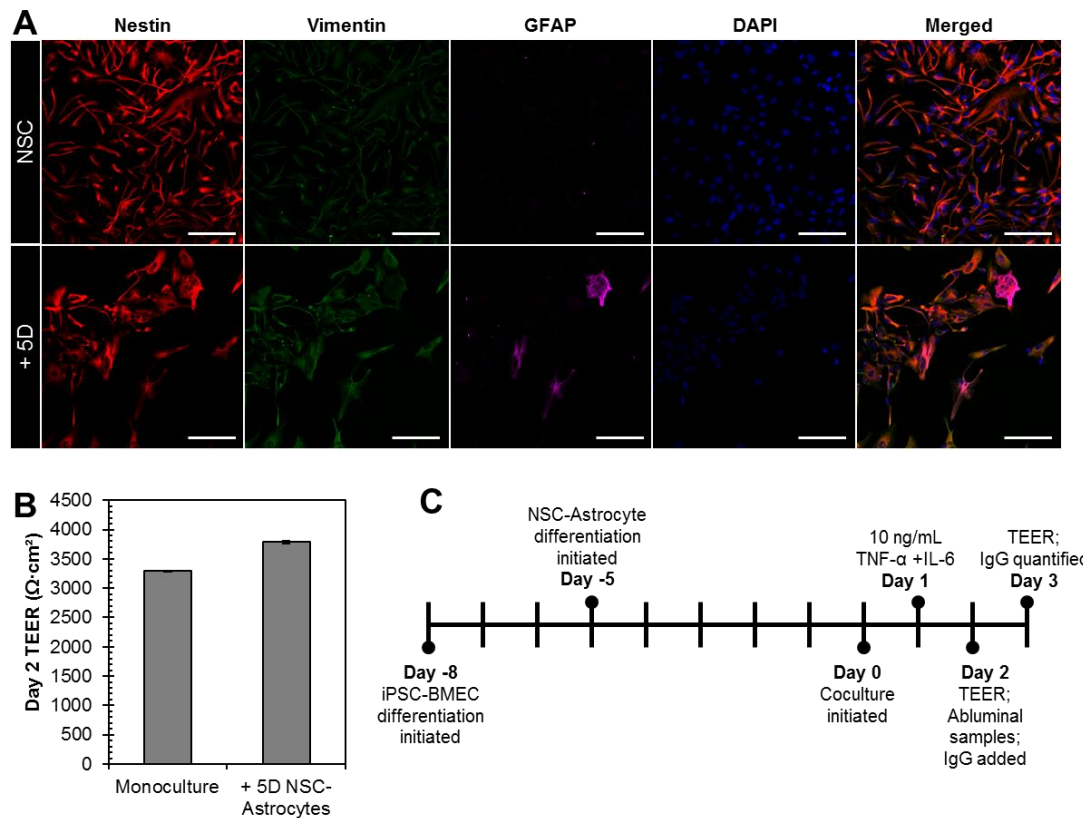 A
Nestin
Vimentin
GFAP
DAPI
Merged
NSC
+ 5D
B
Day 2 TEER (Ω·cm²)
4500
4000
3500
3000
2500
2000
1500
1000
500
0
Monoculture
+ 5D NSC-
Astrocytes
C
NSC-Astrocyte
differentiation
initiated
Day -5
10 ng/mL
TNF-α +IL-6
Day 1
TEER;
IgG quantified
Day 3
Day -8
iPSC-BMEC
differentiation
initiated
Day 0
Coculture
initiated
Day 2
TEER;
Abluminal
samples;
IgG added